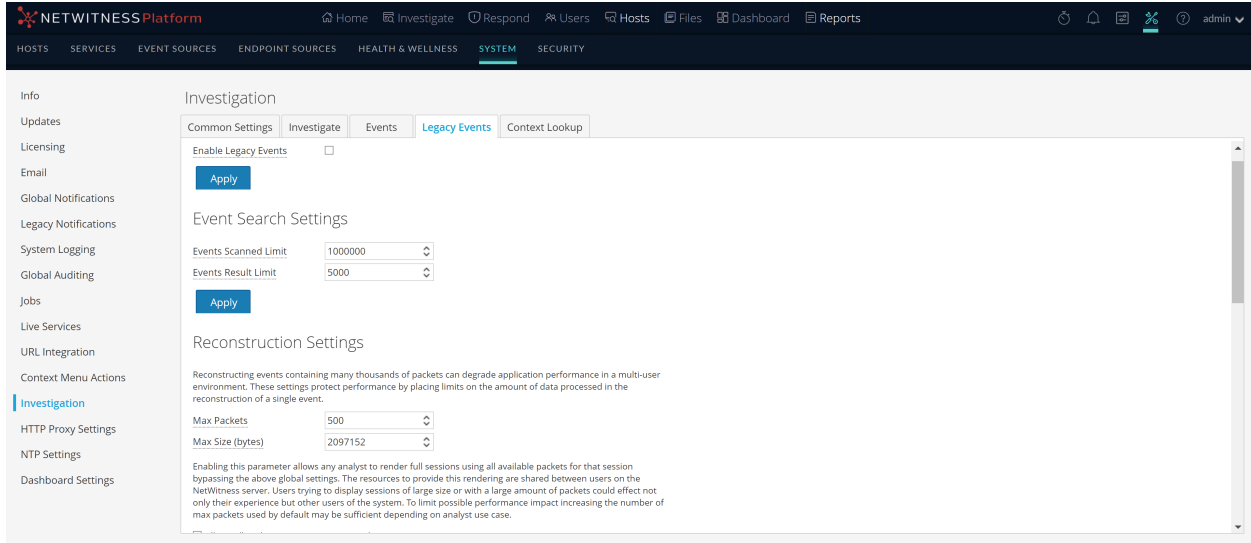 NETWITNESS Platform
Home Investigate Respond Users Hosts Files Dashboard Reports
admin
HOSTS SERVICES EVENT SOURCES ENDPOINT SOURCES HEALTH & WELLNESS SYSTEM SECURITY
Info
Updates
Licensing
Email
Global Notifications
Legacy Notifications
System Logging
Global Auditing
Jobs
Live Services
URL Integration
Context Menu Actions
Investigation
HTTP Proxy Settings
NTP Settings
Dashboard Settings
Investigation
Common Settings Investigate Events Legacy Events Context Lookup
Enable Legacy Events
Apply
Event Search Settings
Events Scanned Limit 1000000
Events Result Limit 5000
Apply
Reconstruction Settings
Reconstructing events containing many thousands of packets can degrade application performance in a multi-user
environment. These settings protect performance by placing limits on the amount of data processed in the
reconstruction of a single event.
Max Packets 500
Max Size (bytes) 2097152
Enabling this parameter allows any analyst to render full sessions using all available packets for that session
bypassing the above global settings. The resources to provide this rendering are shared between users on the
NetWitness server. Users trying to display sessions of large size or with a large amount of packets could effect not
only their experience but other users of the system. To limit possible performance impact increasing the number of
max packets used by default may be sufficient depending on analyst use case.